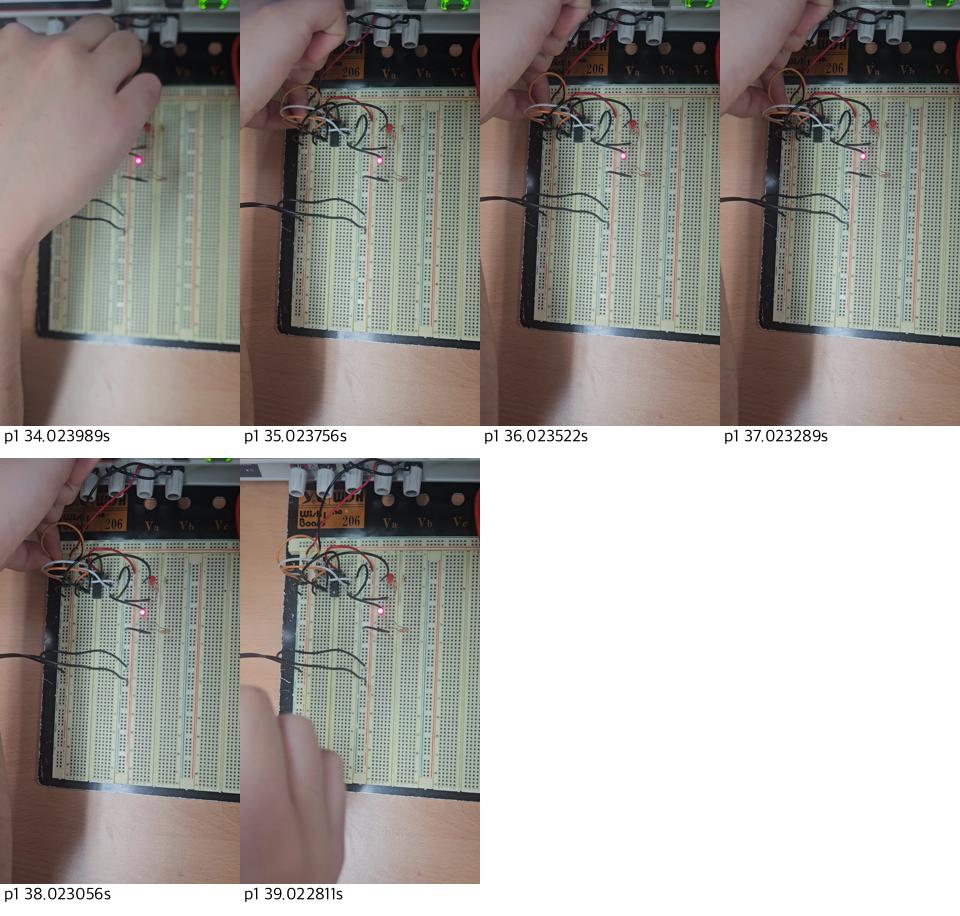 Va Vb Vc
p1 34.023989s
206 Va Vb Vc
p1 35.023756s
206 Va Vb Vc
p1 36.023522s
206 Va Vb Vc
p1 37.023289s
206 Va Vb Vc
p1 38.023056s
206 Va Vb Vc
p1 39.022811s